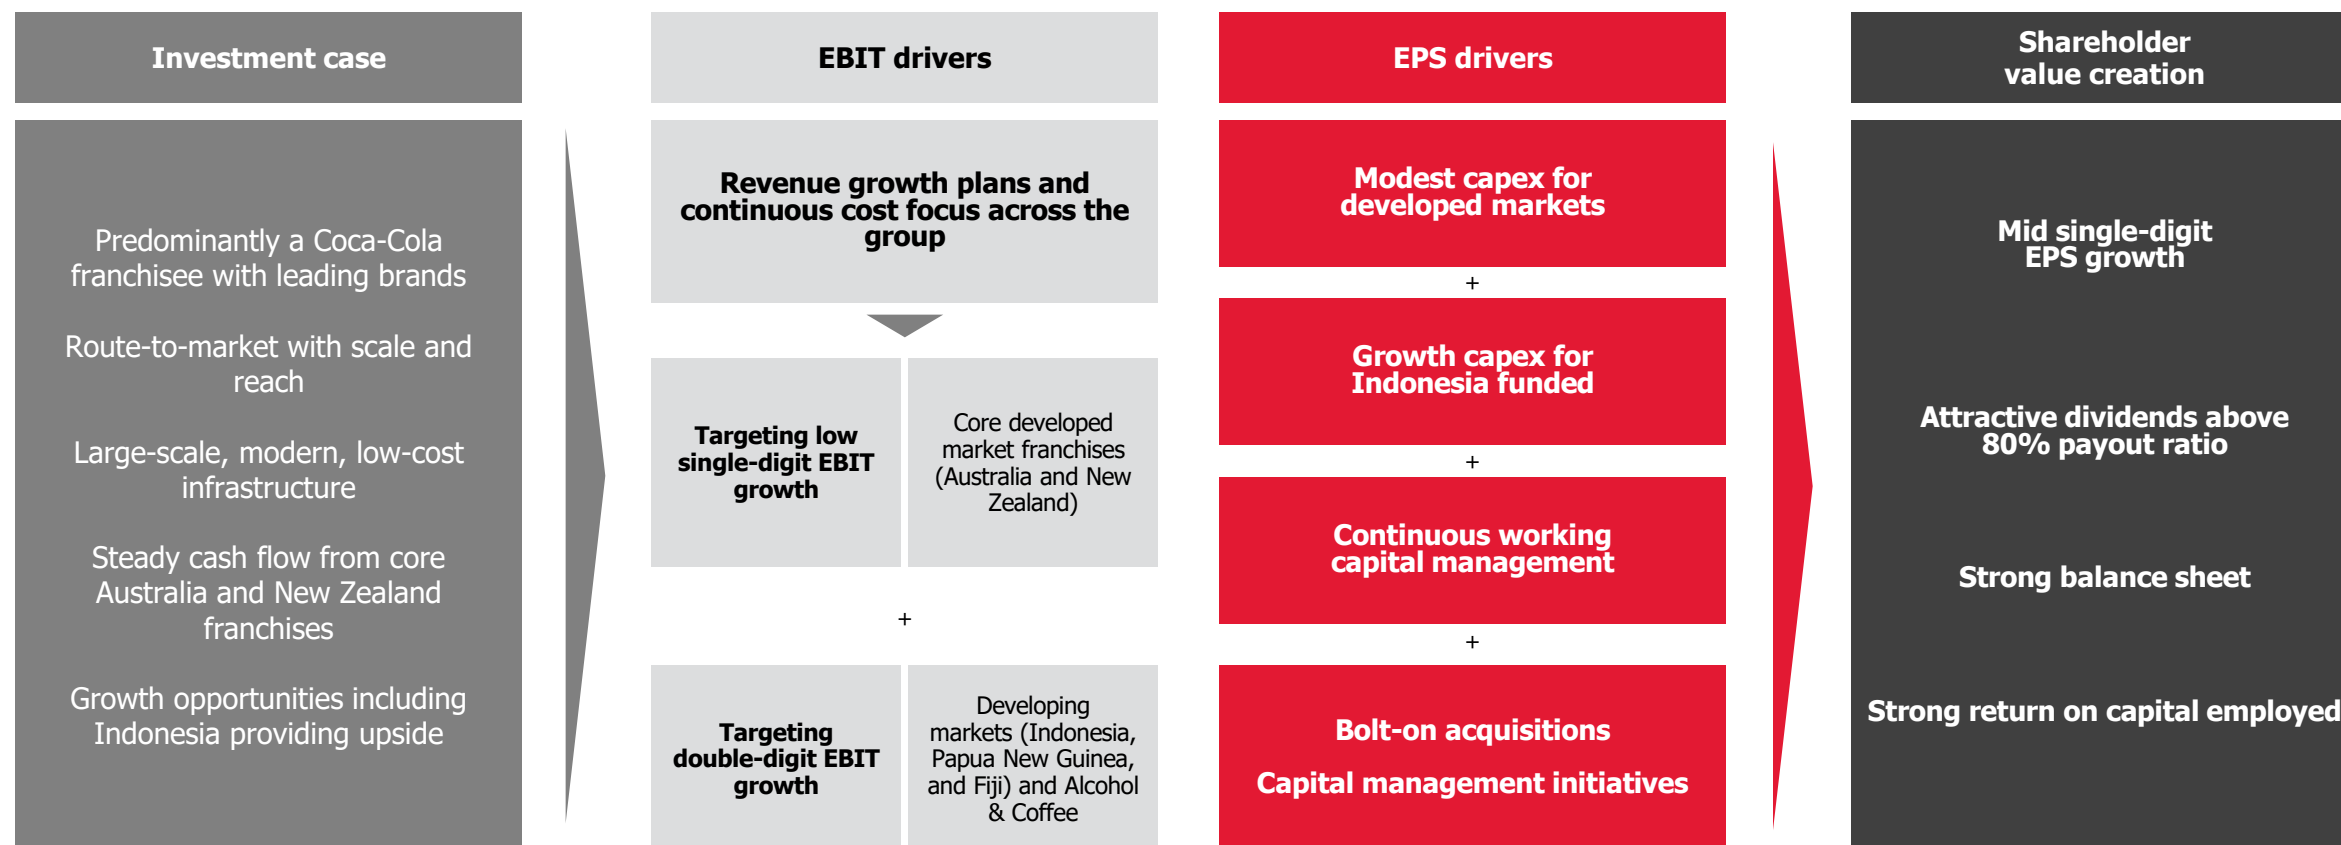 Investment case
Predominantly a Coca-Cola
franchisee with leading brands
Route-to-market with scale and
reach
Large-scale, modern, low-cost
infrastructure
Steady cash flow from core
Australia and New Zealand
franchises
Growth opportunities including
Indonesia providing upside
EBIT drivers
Revenue growth plans and
continuous cost focus across the
group
Targeting low
single-digit EBIT
growth
Core developed
market franchises
(Australia and New
Zealand)
+
Targeting
double-digit EBIT
growth
Developing
markets (Indonesia,
Papua New Guinea,
and Fiji) and Alcohol
& Coffee
EPS drivers
Modest capex for
developed markets
+
Growth capex for
Indonesia funded
+
Continuous working
capital management
+
Bolt-on acquisitions
Capital management initiatives
Shareholder
value creation
Mid single-digit
EPS growth
Attractive dividends above
80% payout ratio
Strong balance sheet
Strong return on capital employed